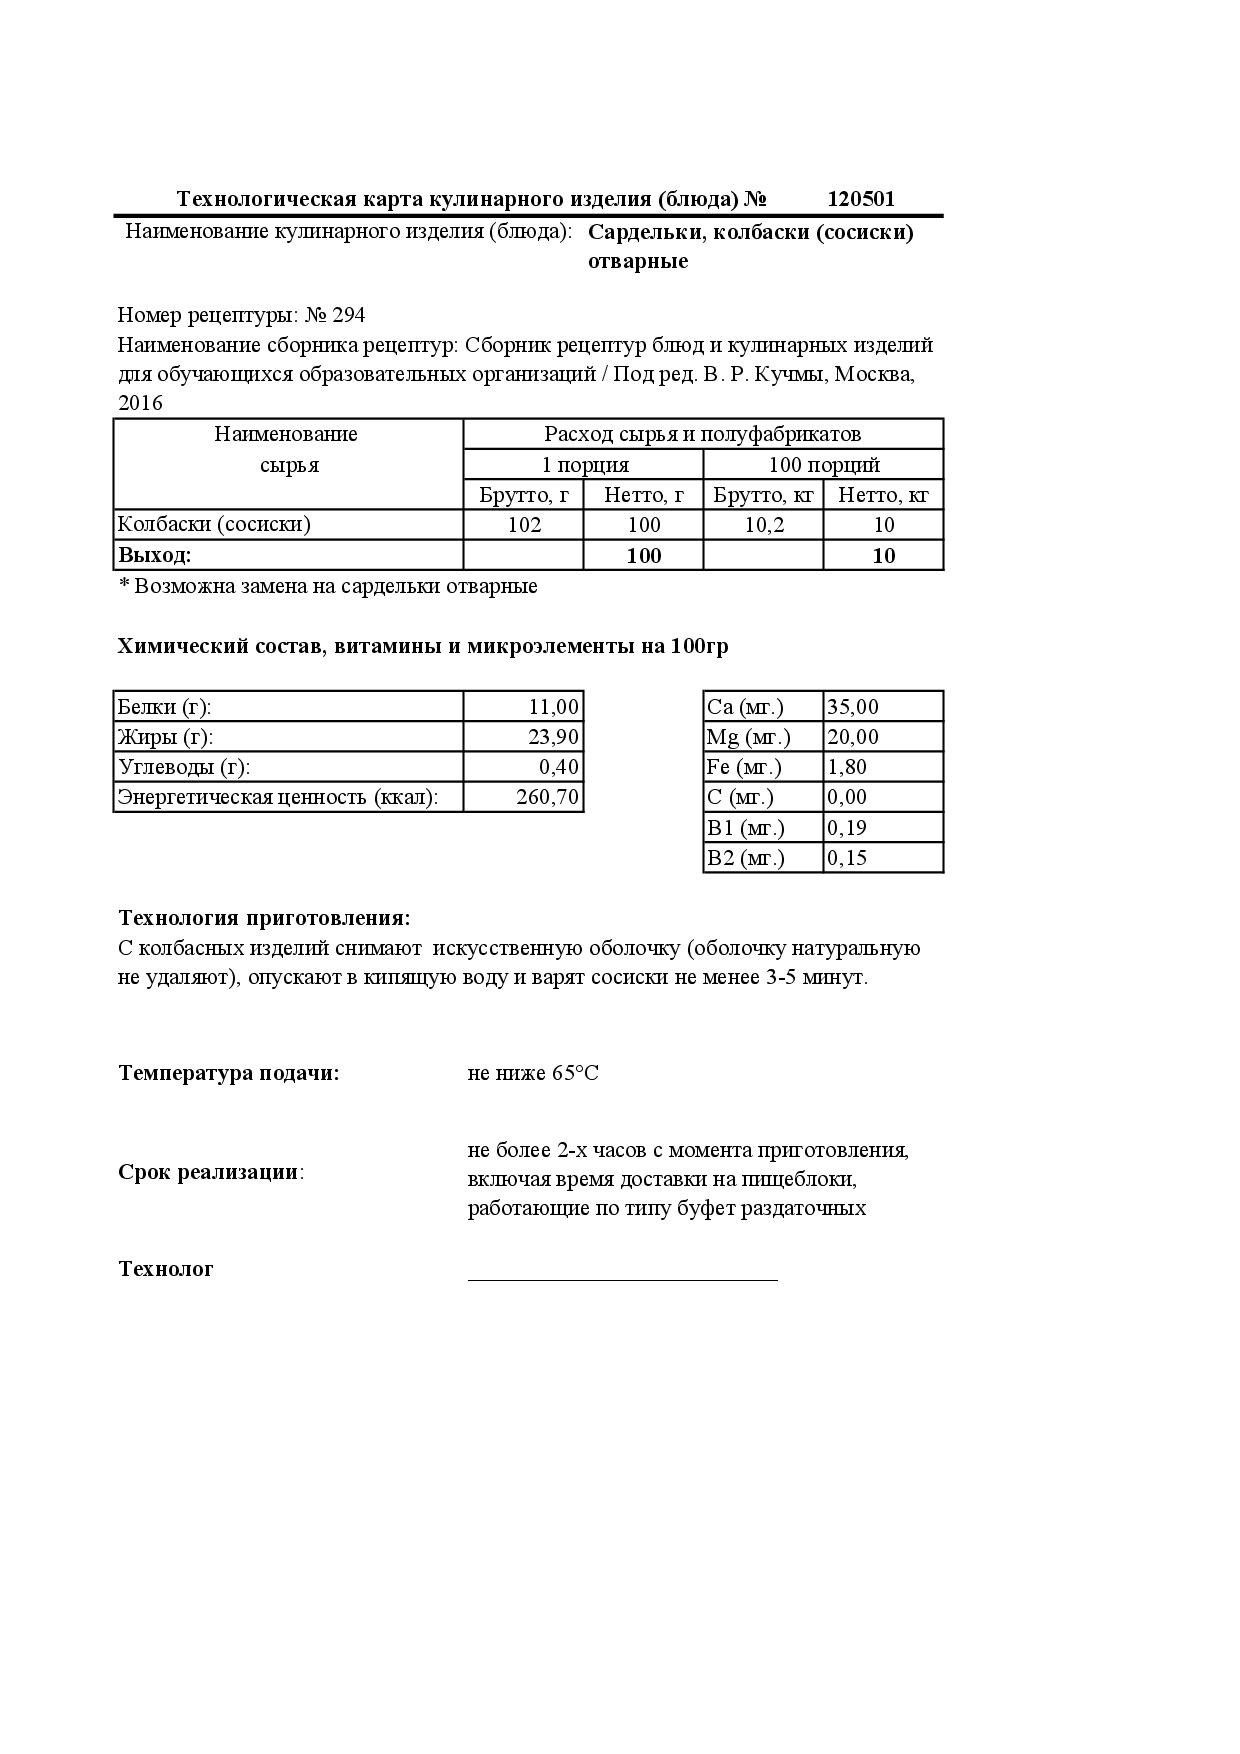 Технологическая карта кулинарного изделия (блюда) № 120501
Наименование кулинарного изделия (блюда): Сардельки, колбаски (сосиски)
отварные
Номер рецептуры: № 294
Наименование сборника рецептур: Сборник рецептур блюд и кулинарных изделий
для обучающихся образовательных организаций / Под ред. В. Р. Кучмы, Москва,
2016
Наименование Расход сырья и полуфабрикатов
сырья 1 порция 100 порций
Брутто, г Нетто, г Брутто, кг Нетто, кг
Колбаски (сосиски) 102 100 10,2 10
Выход: 100 10
* Возможна замена на сардельки отварные
Химический состав, витамины и микроэлементы на 100гр
Белки (г): 11,00 Ca (мг.) 35,00
Жиры (г): 23,90 Mg (мг.) 20,00
Углеводы (г): 0,40 Fe (мг.) 1,80
Энергетическая ценность (ккал): 260,70 C (мг.) 0,00
B1 (мг.) 0,19
B2 (мг.) 0,15
Технология приготовления:
С колбасных изделий снимают искусственную оболочку (оболочку натуральную
не удаляют), опускают в кипящую воду и варят сосиски не менее 3-5 минут.
Температура подачи: не ниже 65°С
не более 2-х часов с момента приготовления,
Срок реализации: включая время доставки на пищеблоки,
работающие по типу буфет раздаточных
Технолог